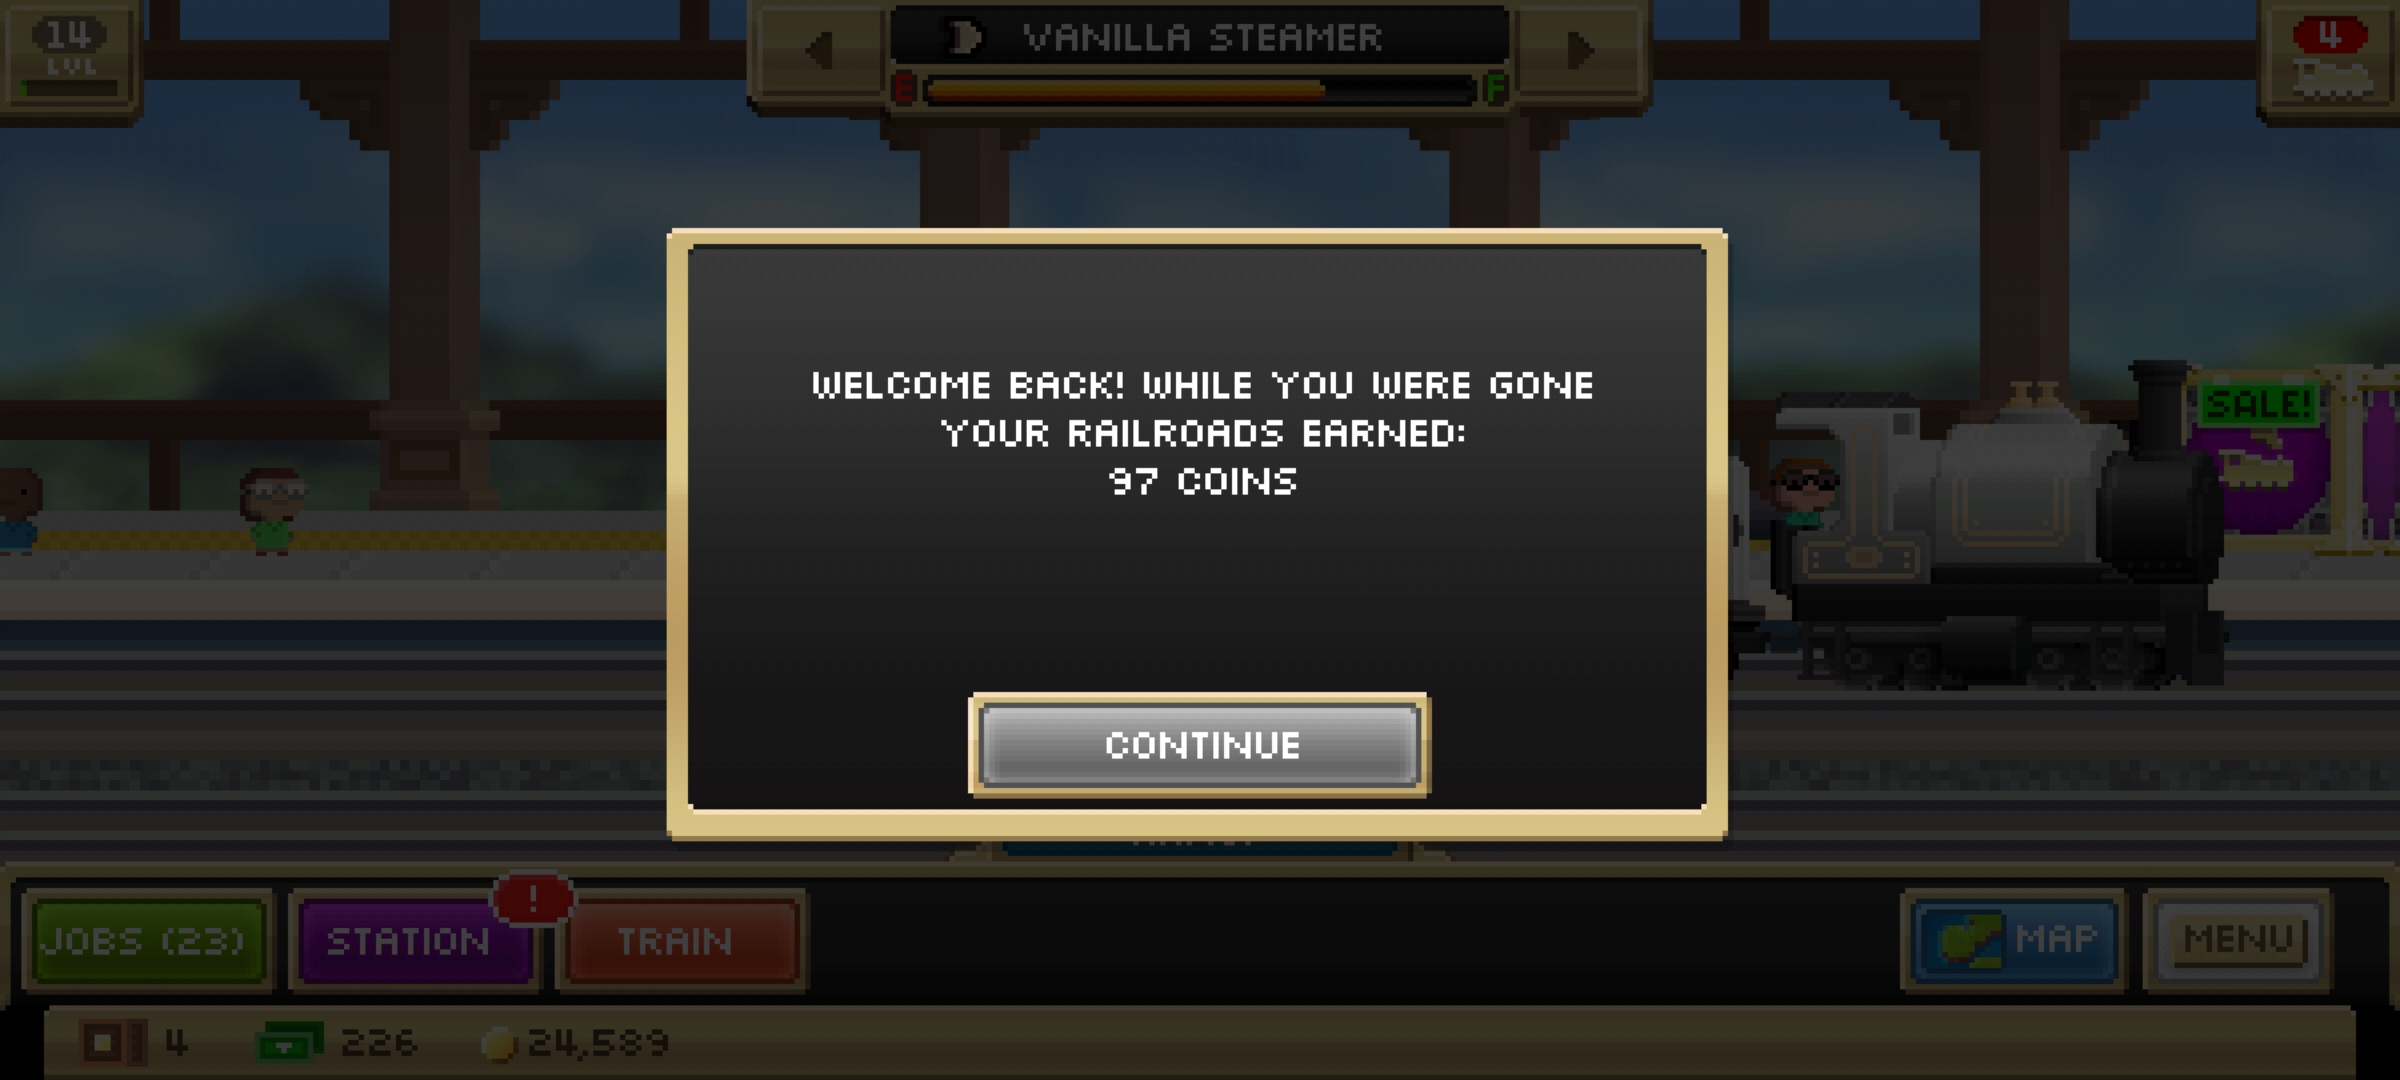 14
LVL
VANILLA STEAMER
E
F
4
SALE!
WELCOME BACK! WHILE YOU WERE GONE
YOUR RAILROADS EARNED:
97 COINS
CONTINUE
JOBS (23)
STATION
!
TRAIN
MAP
MENU
4
226
24,589